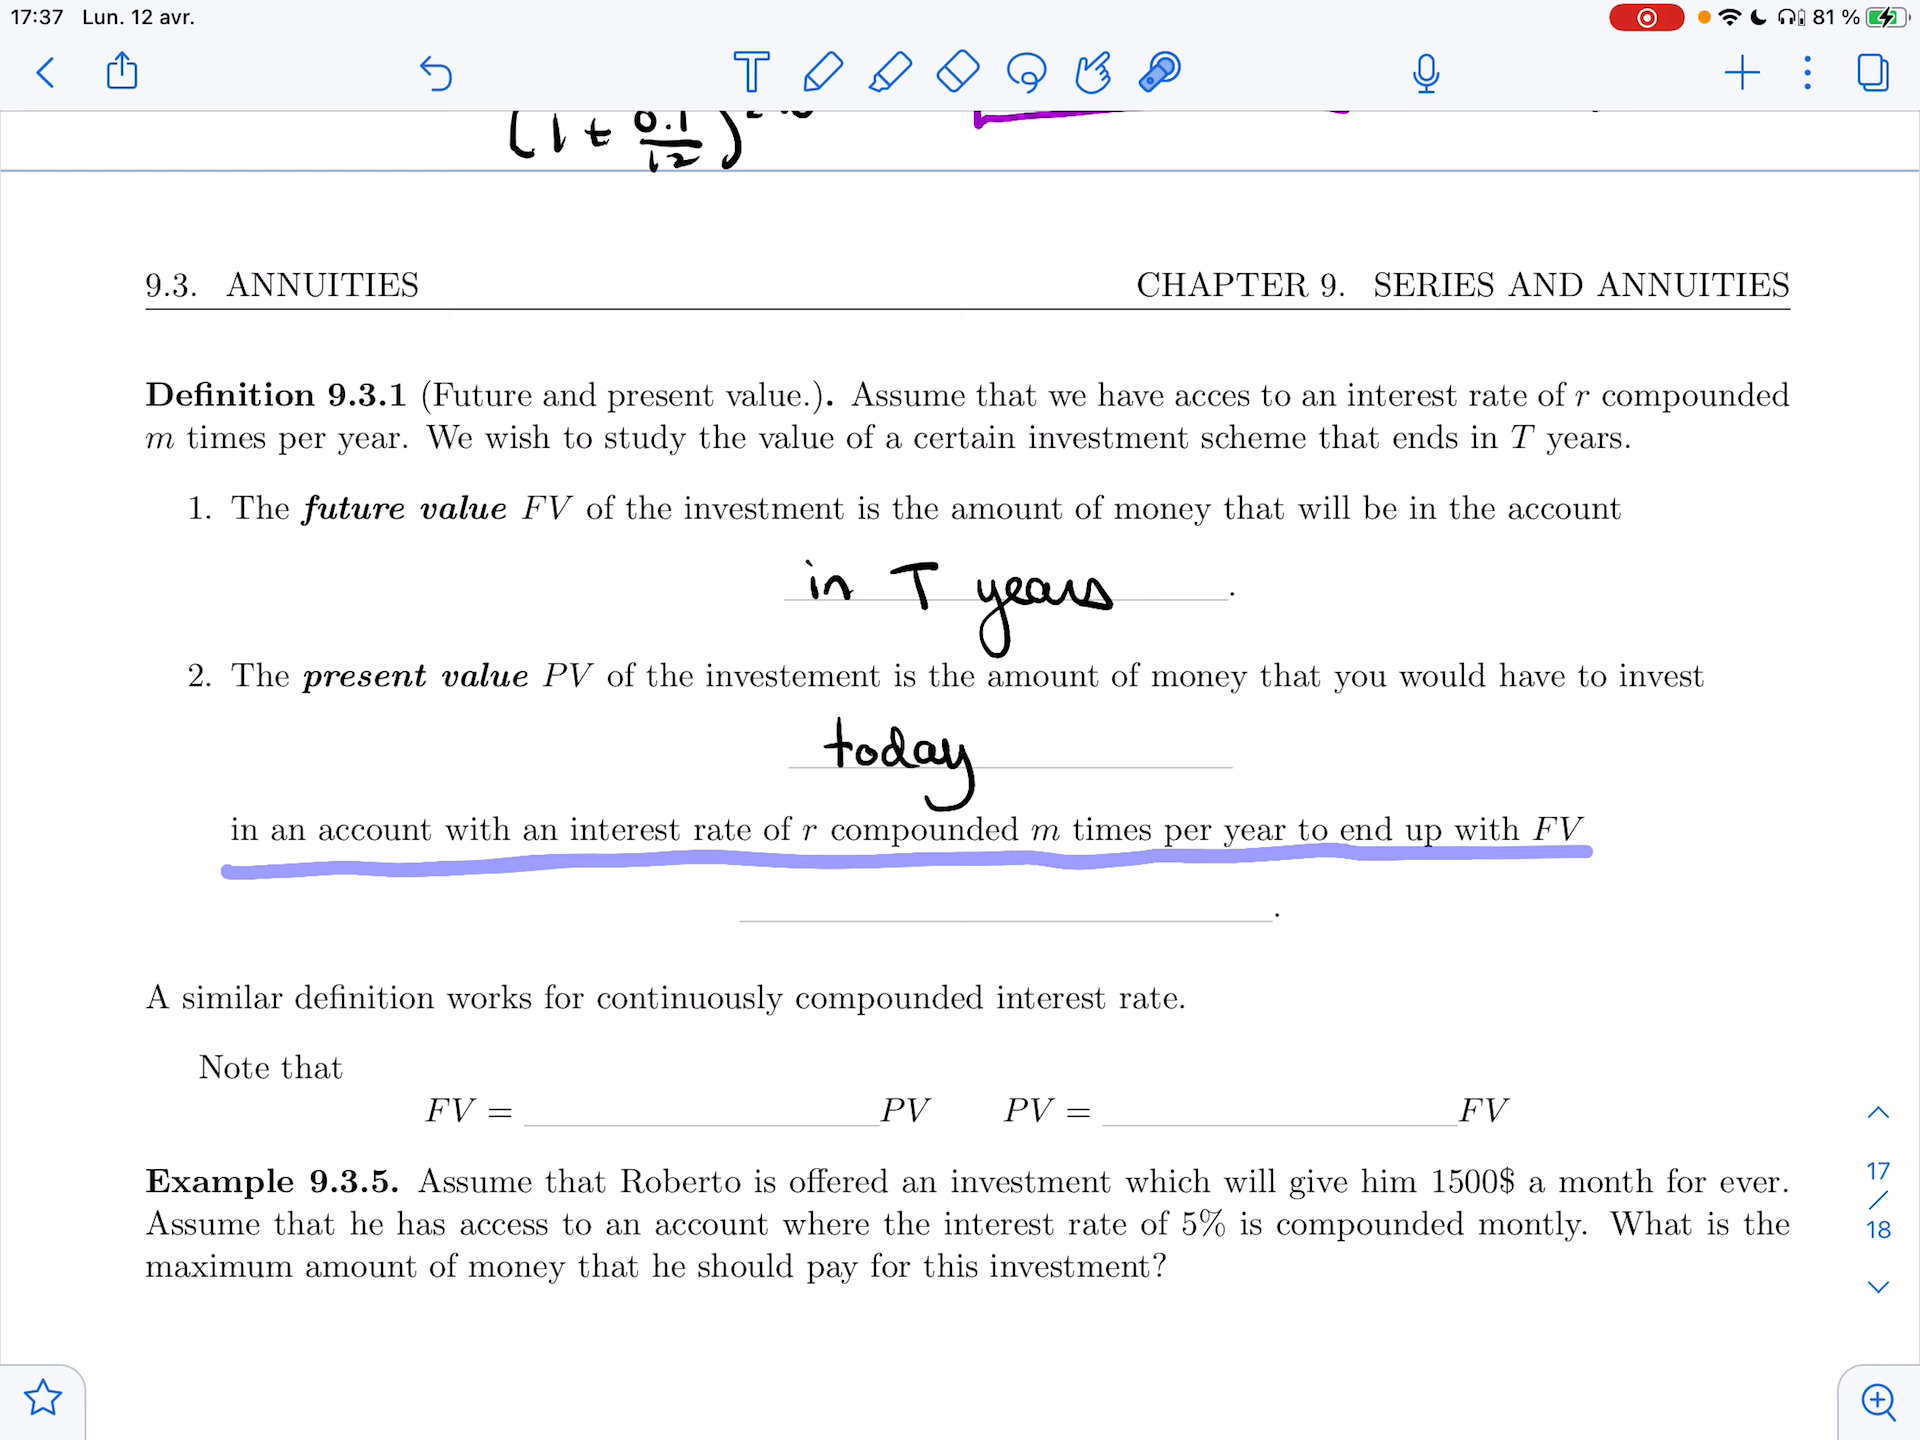 17:37 Lun. 12 avr.
81 %
(1 + 0.1/12)
9.3. ANNUITIES CHAPTER 9. SERIES AND ANNUITIES
Definition 9.3.1 (Future and present value.). Assume that we have acces to an interest rate of r compounded
m times per year. We wish to study the value of a certain investment scheme that ends in T years.
1. The future value FV of the investment is the amount of money that will be in the account
in T years .
2. The present value PV of the investement is the amount of money that you would have to invest
today
in an account with an interest rate of r compounded m times per year to end up with FV
.
A similar definition works for continuously compounded interest rate.
Note that
FV = PV PV = FV
Example 9.3.5. Assume that Roberto is offered an investment which will give him 1500$ a month for ever.
Assume that he has access to an account where the interest rate of 5% is compounded montly. What is the
maximum amount of money that he should pay for this investment?
17
/
18